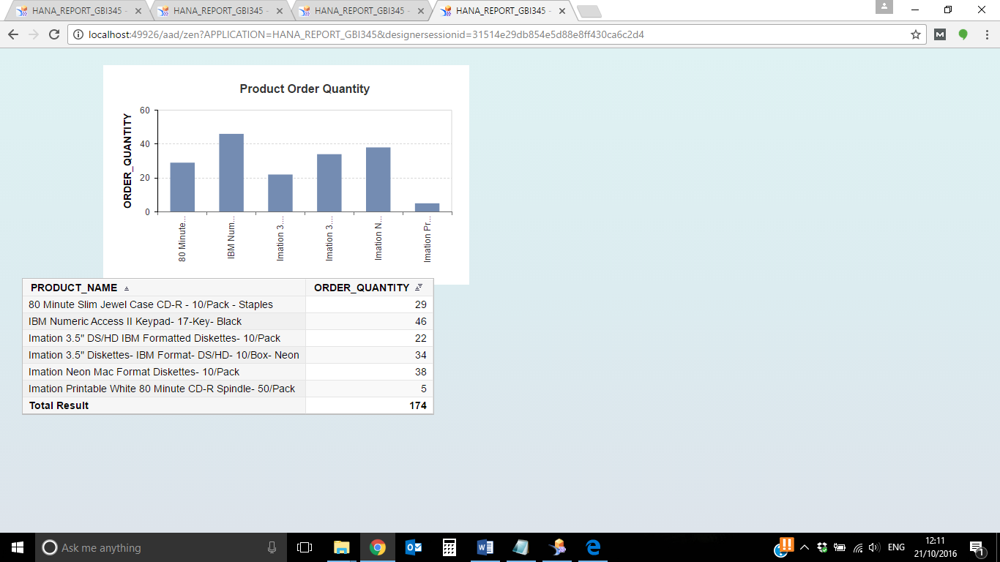 HANA_REPORT_GBI345 - HANA_REPORT_GBI345 - HANA_REPORT_GBI345 - HANA_REPORT_GBI345 -
localhost:49926/aad/zen?APPLICATION=HANA_REPORT_GBI345&designersessionid=31514e29db854e5d88e8ff430ca6c2d4
Product Order Quantity
ORDER_QUANTITY
60
40
20
0
80 Minute...
IBM Num...
Imation 3....
Imation 3....
Imation N...
Imation Pr...
PRODUCT_NAME ORDER_QUANTITY
80 Minute Slim Jewel Case CD-R - 10/Pack - Staples 29
IBM Numeric Access II Keypad- 17-Key- Black 46
Imation 3.5" DS/HD IBM Formatted Diskettes- 10/Pack 22
Imation 3.5" Diskettes- IBM Format- DS/HD- 10/Box- Neon 34
Imation Neon Mac Format Diskettes- 10/Pack 38
Imation Printable White 80 Minute CD-R Spindle- 50/Pack 5
Total Result 174
Ask me anything
ENG
12:11
21/10/2016
1